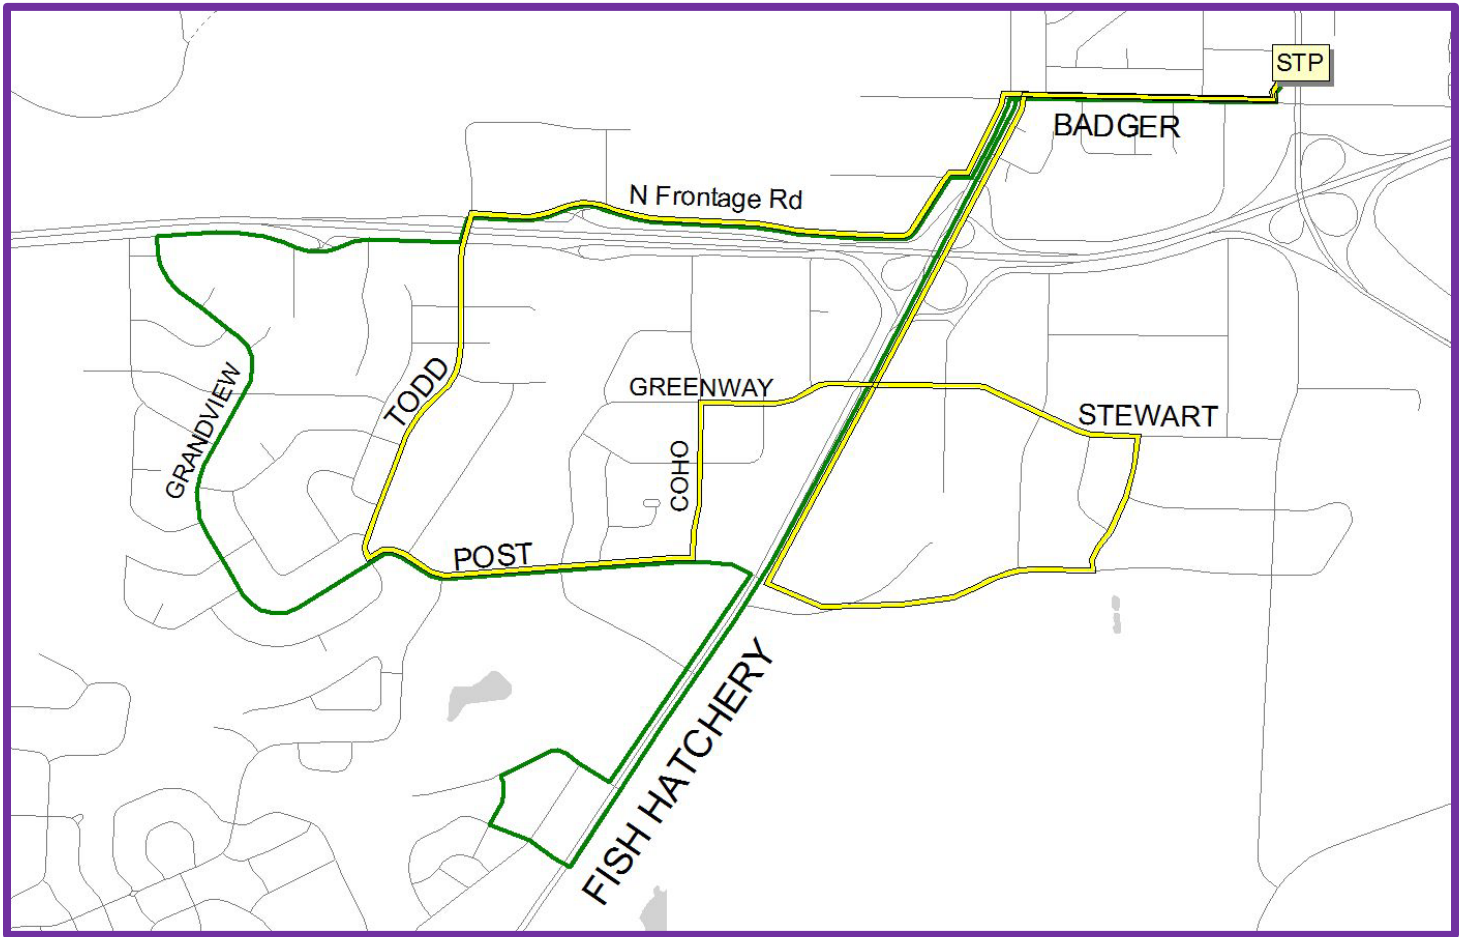 STP
BADGER
N Frontage Rd
GREENWAY
STEWART
TODD
GRANDVIEW
COHO
POST
FISH HATCHERY